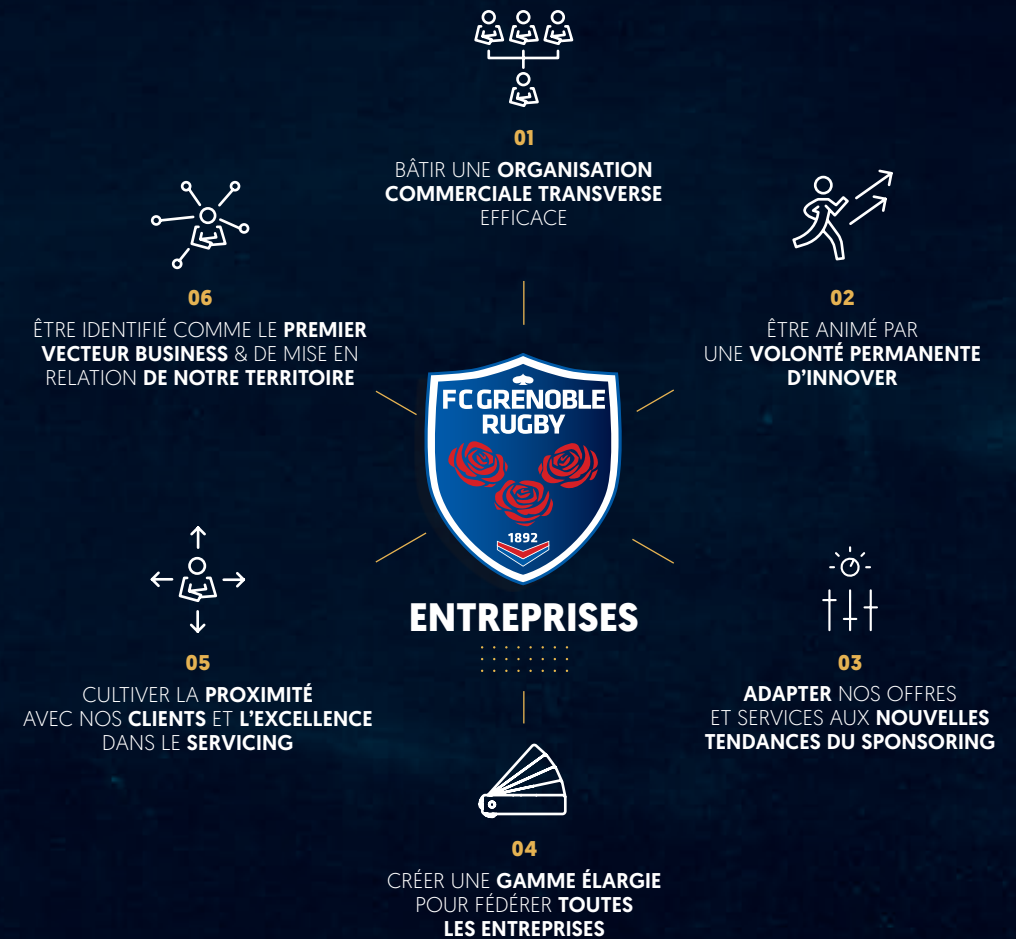 01
BÂTIR UNE ORGANISATION
COMMERCIALE TRANSVERSE
EFFICACE
02
ÊTRE ANIMÉ PAR
UNE VOLONTÉ PERMANENTE
D'INNOVER
03
ADAPTER NOS OFFRES
ET SERVICES AUX NOUVELLES
TENDANCES DU SPONSORING
04
CRÉER UNE GAMME ÉLARGIE
POUR FÉDÉRER TOUTES
LES ENTREPRISES
05
CULTIVER LA PROXIMITÉ
AVEC NOS CLIENTS ET L'EXCELLENCE
DANS LE SERVICING
06
ÊTRE IDENTIFIÉ COMME LE PREMIER
VECTEUR BUSINESS & DE MISE EN
RELATION DE NOTRE TERRITOIRE
FC GRENOBLE
RUGBY
1892
ENTREPRISES